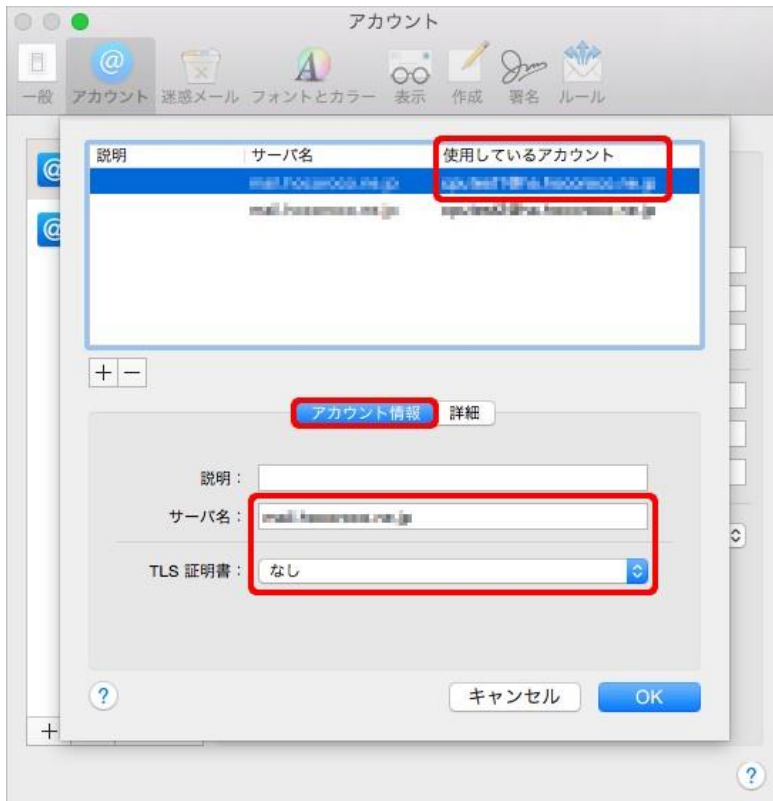 アカウント
一般 アカウント 迷惑メール フォントとカラー 表示 作成 署名 ルール
説明 サーバ名 使用しているアカウント
アカウント情報 詳細
説明：
サーバ名：
TLS 証明書： なし
キャンセル OK